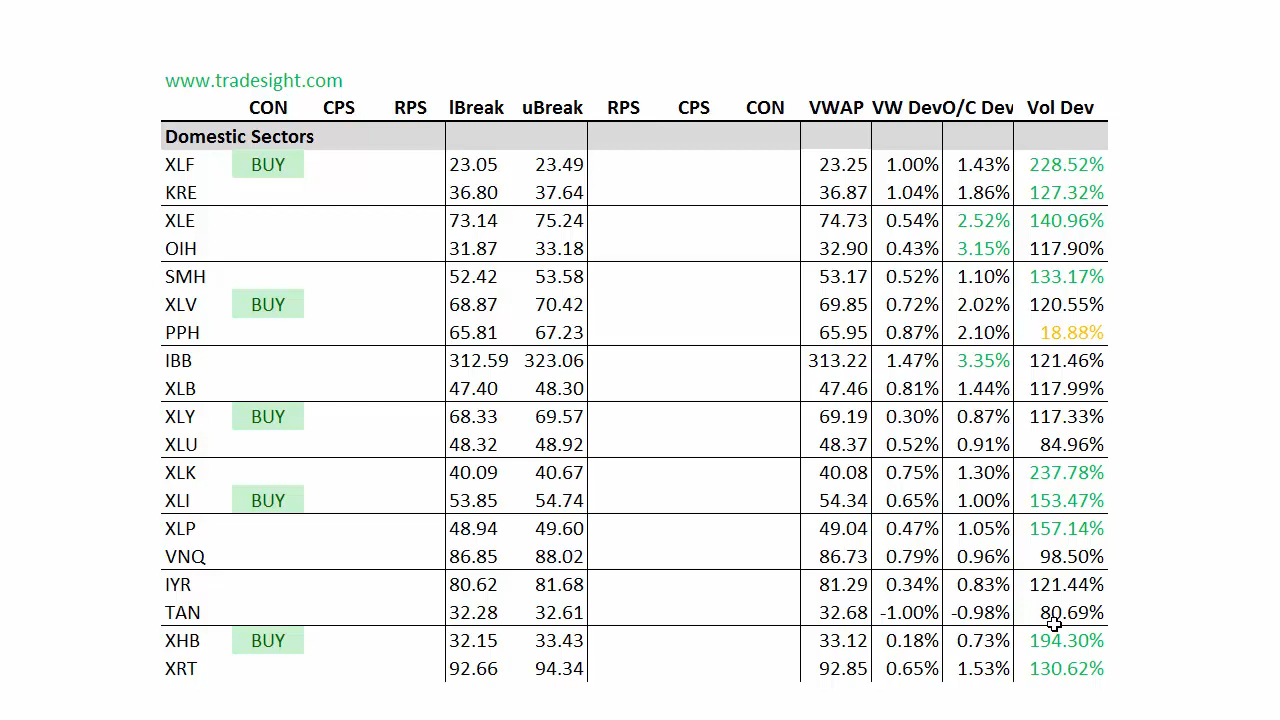 www.tradesight.com
CON CPS RPS lBreak uBreak RPS CPS CON VWAP VW Dev O/C Dev Vol Dev
Domestic Sectors
XLF BUY 23.05 23.49 23.25 1.00% 1.43% 228.52%
KRE 36.80 37.64 36.87 1.04% 1.86% 127.32%
XLE 73.14 75.24 74.73 0.54% 2.52% 140.96%
OIH 31.87 33.18 32.90 0.43% 3.15% 117.90%
SMH 52.42 53.58 53.17 0.52% 1.10% 133.17%
XLV BUY 68.87 70.42 69.85 0.72% 2.02% 120.55%
PPH 65.81 67.23 65.95 0.87% 2.10% 18.88%
IBB 312.59 323.06 313.22 1.47% 3.35% 121.46%
XLB 47.40 48.30 47.46 0.81% 1.44% 117.99%
XLY BUY 68.33 69.57 69.19 0.30% 0.87% 117.33%
XLU 48.32 48.92 48.37 0.52% 0.91% 84.96%
XLK 40.09 40.67 40.08 0.75% 1.30% 237.78%
XLI BUY 53.85 54.74 54.34 0.65% 1.00% 153.47%
XLP 48.94 49.60 49.04 0.47% 1.05% 157.14%
VNQ 86.85 88.02 86.73 0.79% 0.96% 98.50%
IYR 80.62 81.68 81.29 0.34% 0.83% 121.44%
TAN 32.28 32.61 32.68 -1.00% -0.98% 80.69%
XHB BUY 32.15 33.43 33.12 0.18% 0.73% 194.30%
XRT 92.66 94.34 92.85 0.65% 1.53% 130.62%